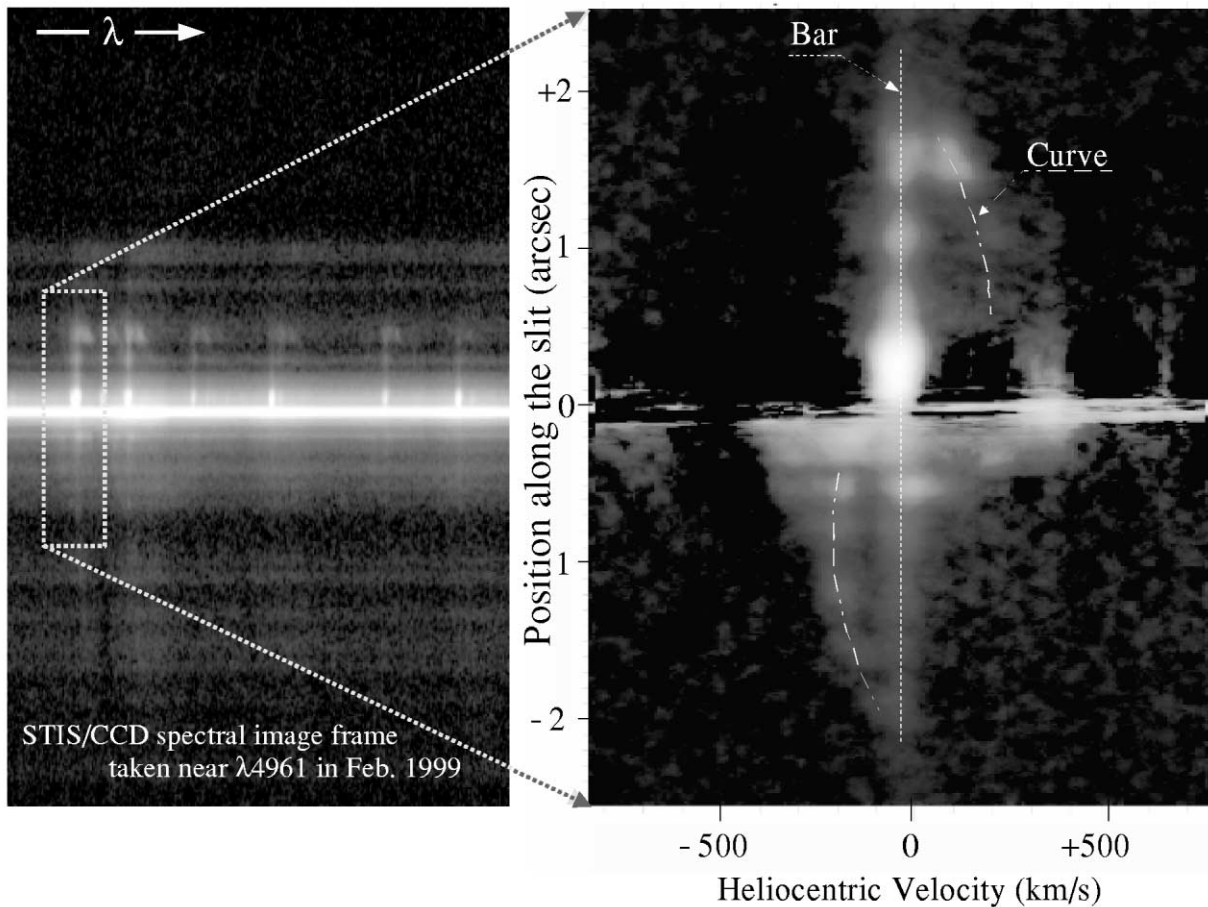 λ
STIS/CCD spectral image frame
taken near λ4961 in Feb. 1999
Position along the slit (arcsec)
+2
1
0
1
- 2
Bar
Curve
- 500
0
+500
Heliocentric Velocity (km/s)